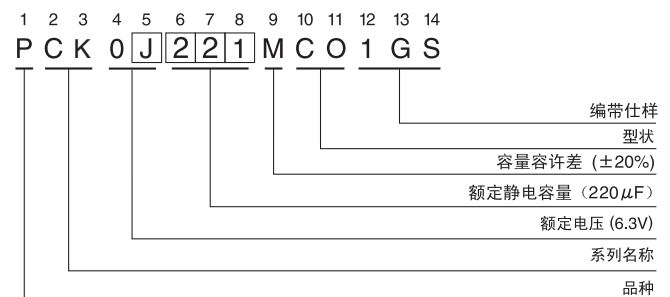 1 2 3 4 5 6 7 8 9 10 11 12 13 14
P C K 0 J 2 2 1 M C O 1 G S
编带仕样
型状
容量容许差 (±20%)
额定静电容量（220μF）
额定电压 (6.3V)
系列名称
品种